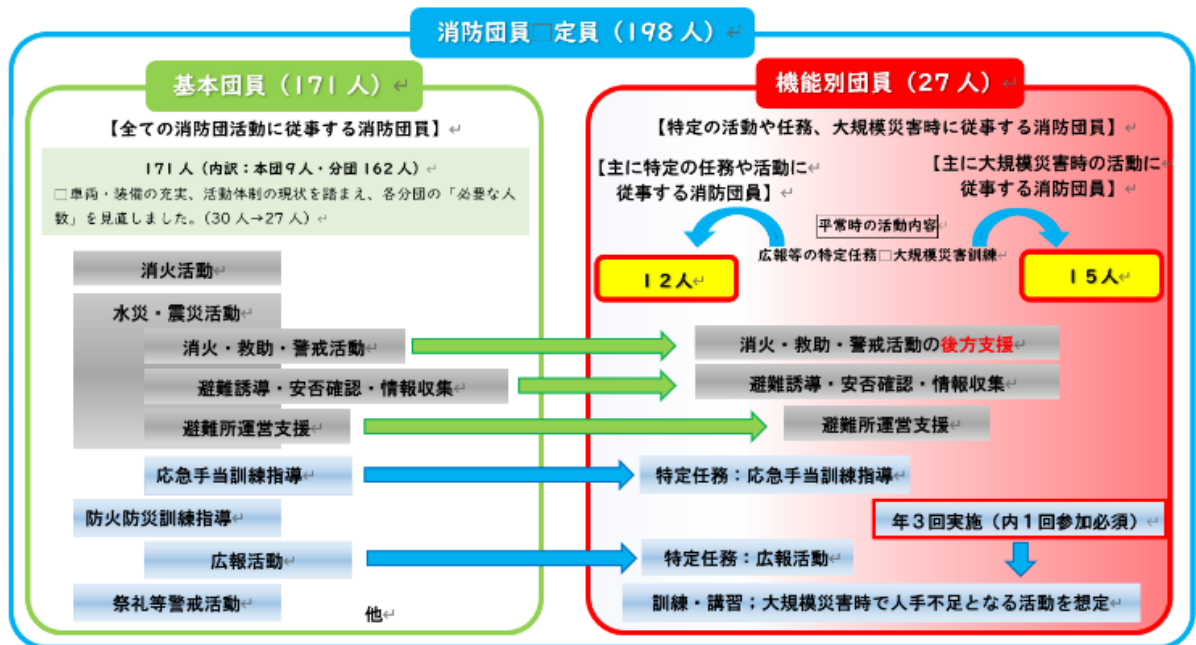 消防団員□定員（198人）↵
基本団員（171人）↵
【全ての消防団活動に従事する消防団員】↵
171人（内訳：本団9人・分団162人）↵
□車両・装備の充実、活動体制の現状を踏まえ、各分団の「必要な人
数」を見直しました。（30人→27人）↵
消火活動↵
水災・震災活動↵
消火・救助・警戒活動↵
避難誘導・安否確認・情報収集↵
避難所運営支援↵
応急手当訓練指導↵
防火防災訓練指導↵
広報活動↵
祭礼等警戒活動↵
他↵
機能別団員（27人）↵
【特定の活動や任務、大規模災害時に従事する消防団員】↵
【主に特定の任務や活動に
従事する消防団員】↵
【主に大規模災害時の活動に
従事する消防団員】↵
平常時の活動内容
広報等の特定任務□大規模災害訓練↵
１２人↵
１５人↵
消火・救助・警戒活動の後方支援↵
避難誘導・安否確認・情報収集↵
避難所運営支援↵
特定任務：応急手当訓練指導↵
年３回実施（内１回参加必須）↵
特定任務：広報活動↵
訓練・講習；大規模災害時で人手不足となる活動を想定↵